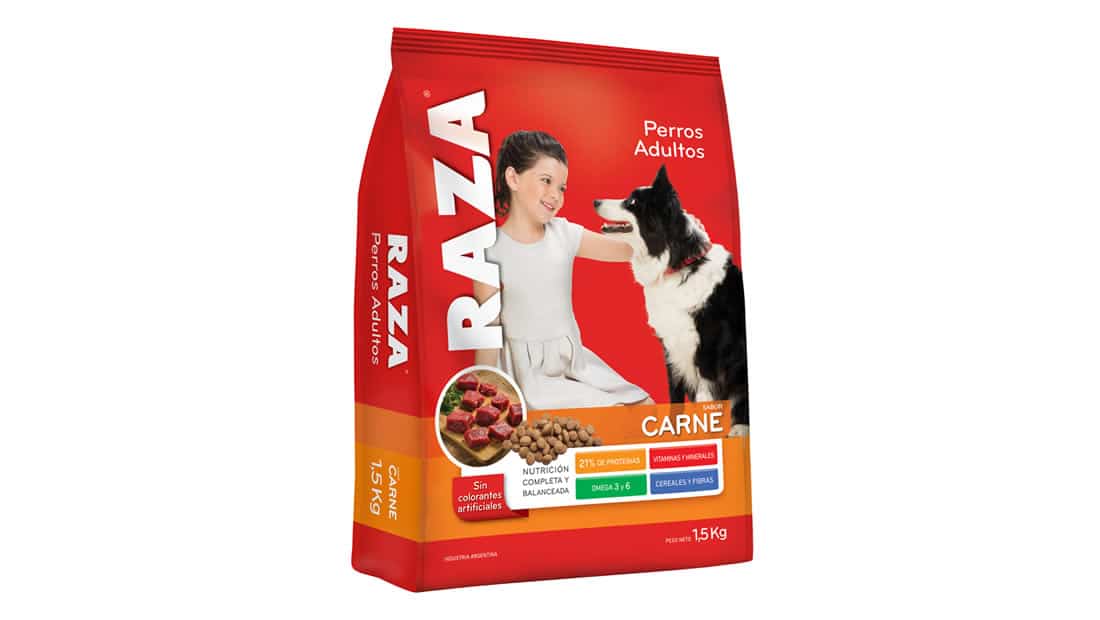 RAZA
®
Perros
Adultos
SABOR
CARNE
NUTRICIÓN
COMPLETA Y
BALANCEADA
21% DE PROTEINAS
VITAMINAS Y MINERALES
OMEGA 3 y 6
CEREALES Y FIBRAS
Sin
colorantes
artificiales
PESO NETO 1,5 Kg
INDUSTRIA ARGENTINA
RAZA
Perros Adultos
CARNE
1,5 Kg